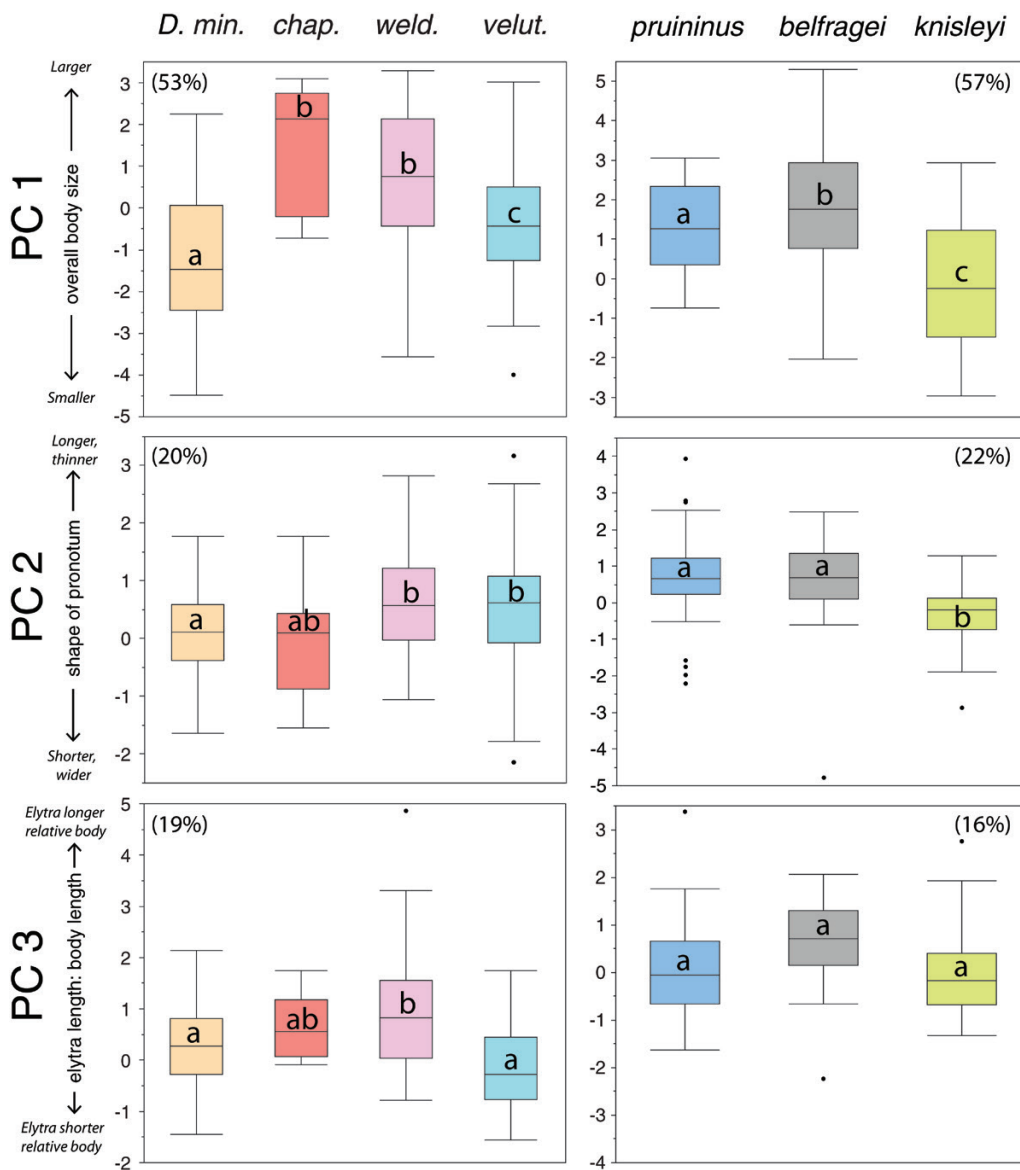 D. min. chap. weld. velut. pruininus belfragei knisleyi
PC 1
overall body size
Larger
Smaller
3
2
1
0
-1
-2
-3
-4
-5
(53%)
a
b
b
c
5
4
3
2
1
0
-1
-2
-3
(57%)
a
b
c
PC 2
shape of pronotum
Longer,
thinner
Shorter,
wider
3
2
1
0
-1
-2
(20%)
a
ab
b
b
4
3
2
1
0
-1
-2
-3
-4
-5
(22%)
a
a
b
PC 3
elytra length: body length
Elytra longer
relative body
Elytra shorter
relative body
5
4
3
2
1
0
-1
-2
(19%)
a
ab
b
a
3
2
1
0
-1
-2
-3
-4
(16%)
a
a
a